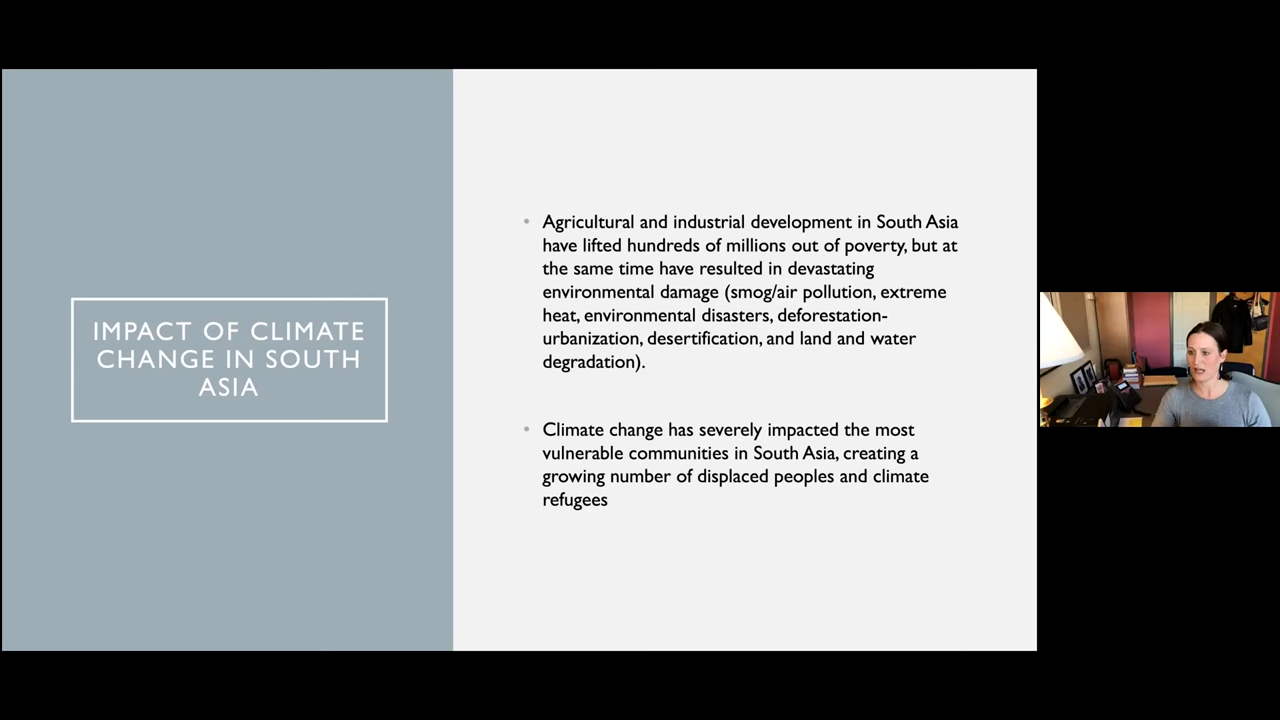 IMPACT OF CLIMATE
CHANGE IN SOUTH
ASIA
• Agricultural and industrial development in South Asia
have lifted hundreds of millions out of poverty, but at
the same time have resulted in devastating
environmental damage (smog/air pollution, extreme
heat, environmental disasters, deforestation-
urbanization, desertification, and land and water
degradation).
• Climate change has severely impacted the most
vulnerable communities in South Asia, creating a
growing number of displaced peoples and climate
refugees